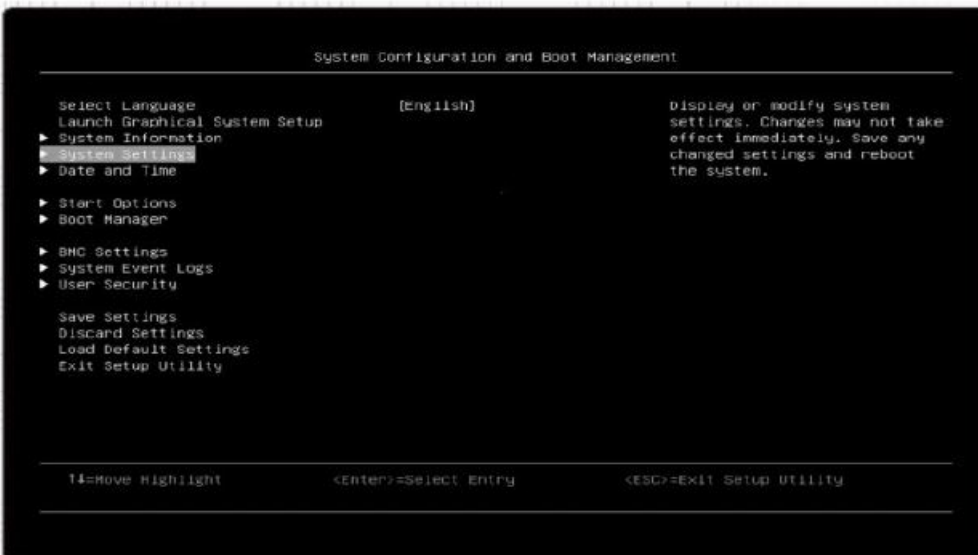 System Configuration and Boot Management
Select Language [English]
Launch Graphical System Setup
▶ System Information
▶ System Settings
▶ Date and Time
▶ Start Options
▶ Boot Manager
▶ BMC Settings
▶ System Event Logs
▶ User Security
Save Settings
Discard Settings
Load Default Settings
Exit Setup Utility
Display or modify system
settings. Changes may not take
effect immediately. Save any
changed settings and reboot
the system.
↑↓=Move Highlight <Enter>=Select Entry <ESC>=Exit Setup Utility